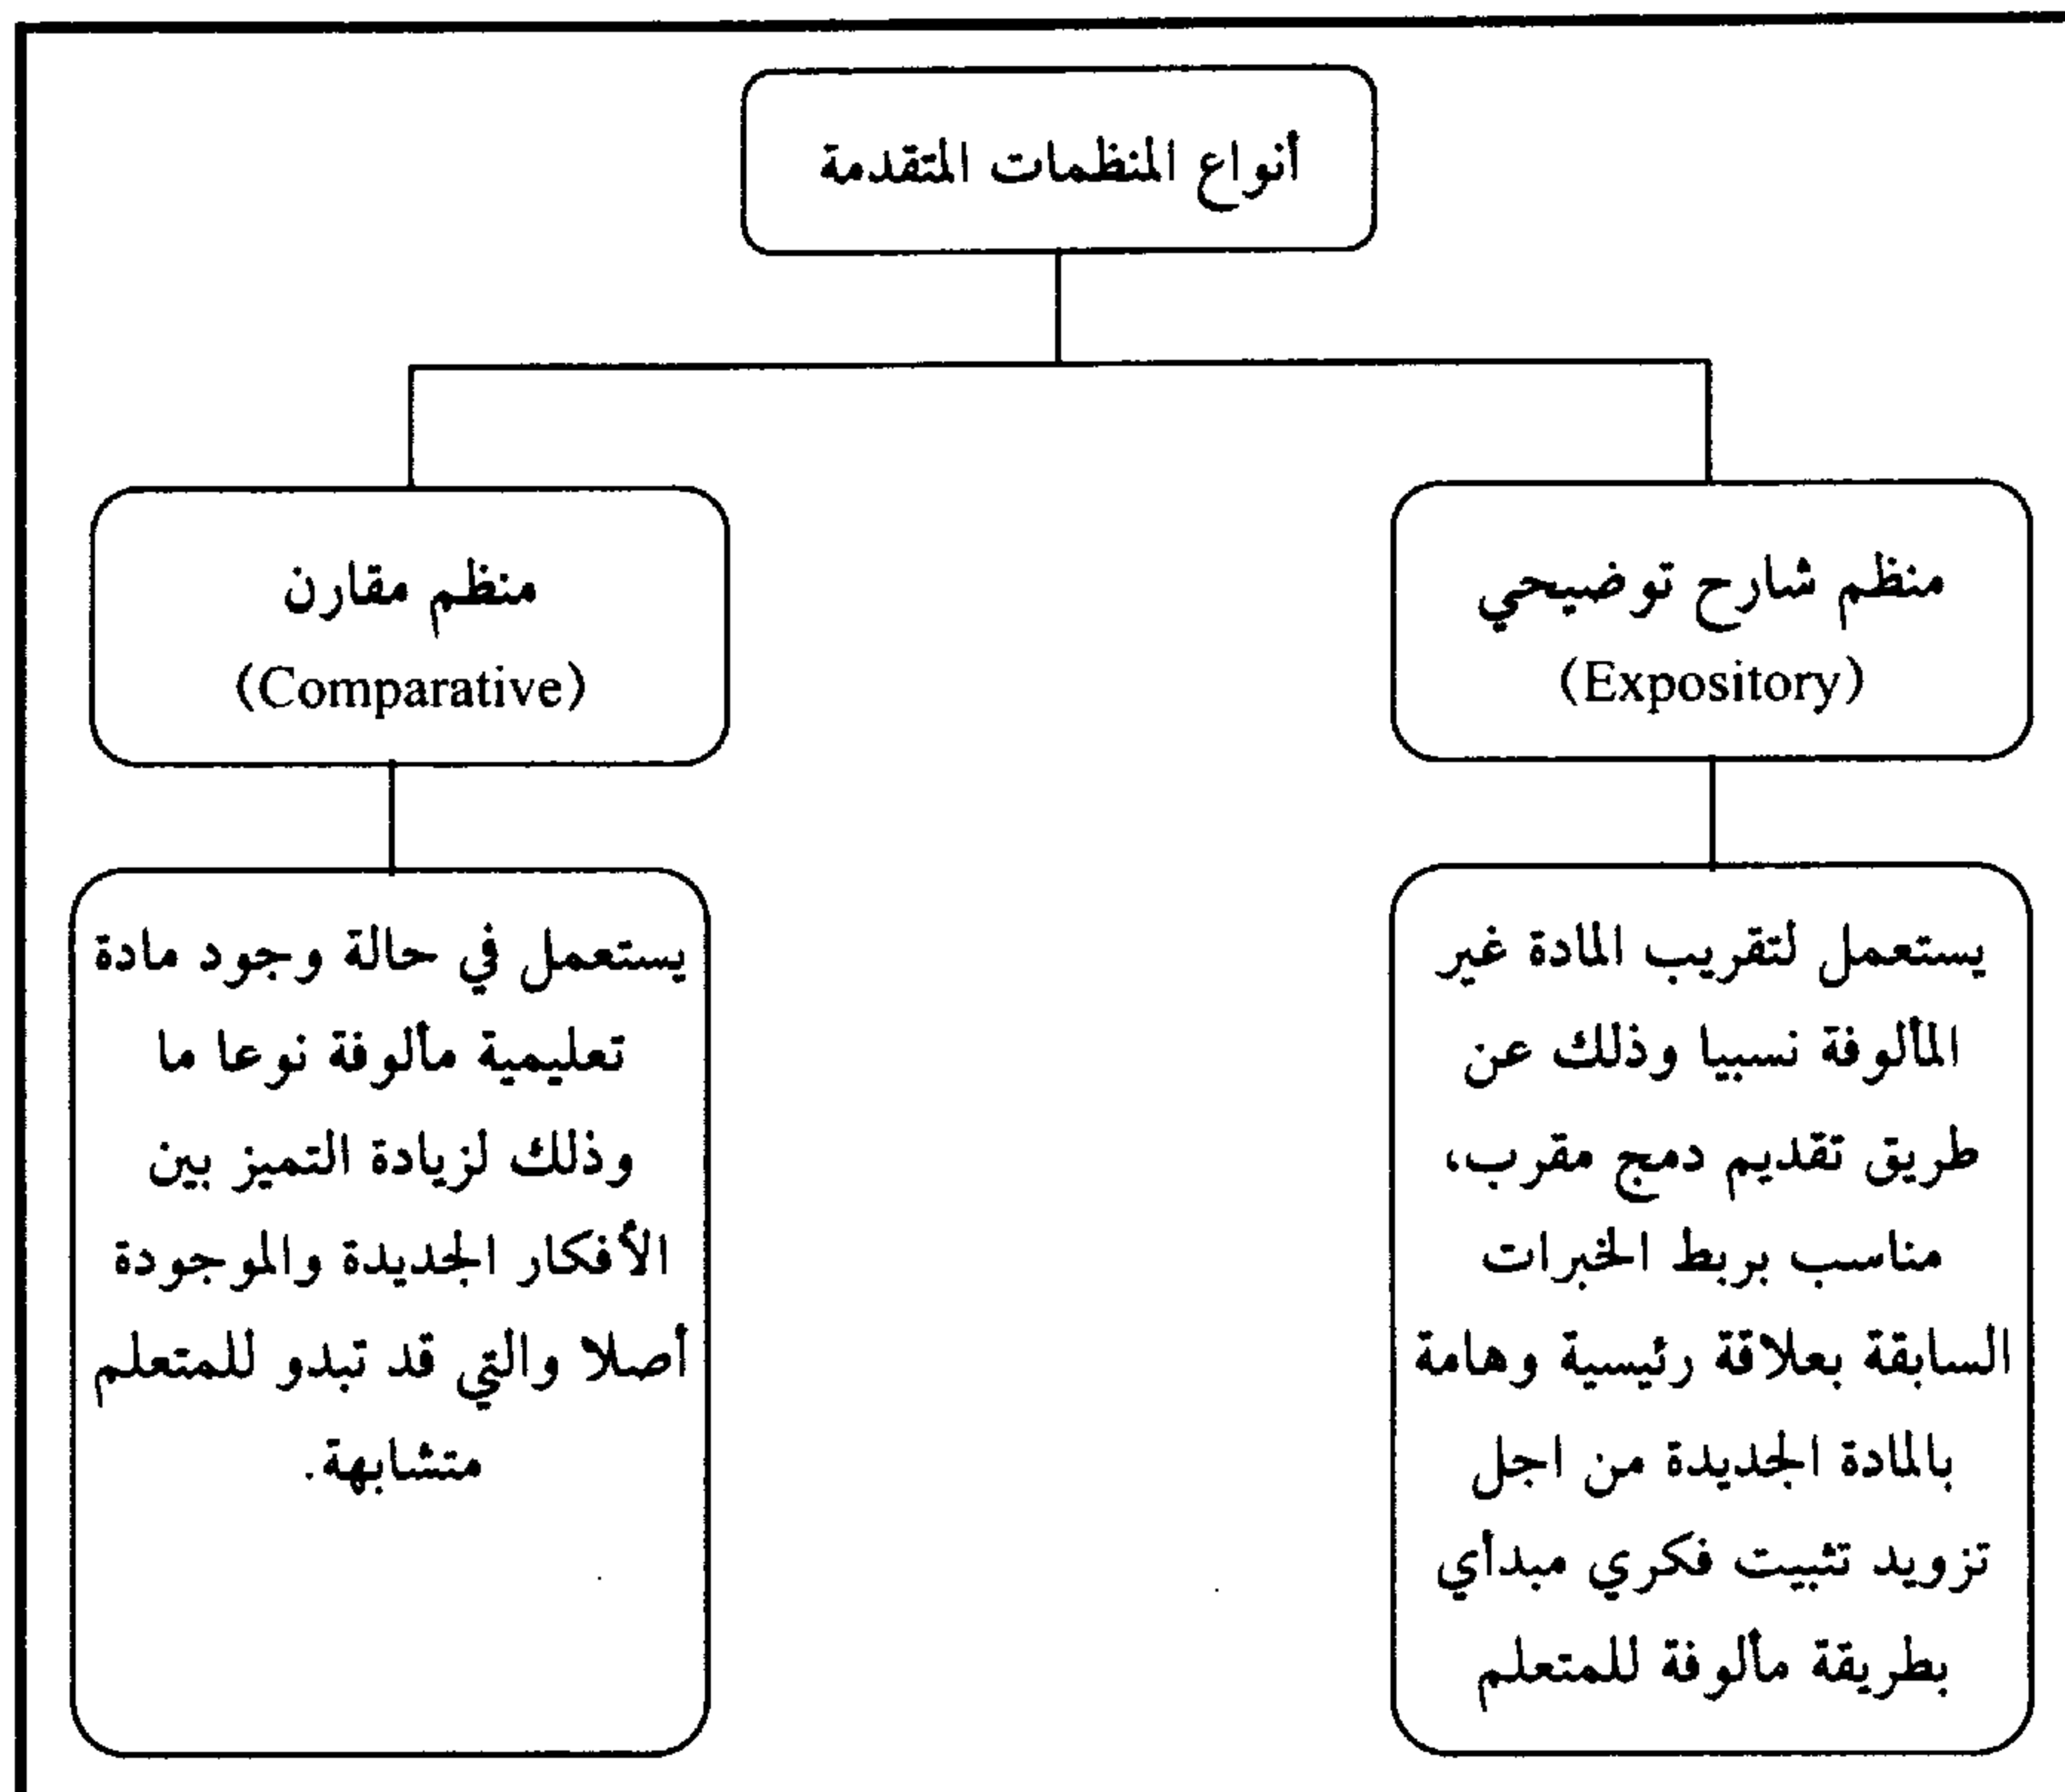 أنواع المنظمات المتقدمة
منظم شارح توضيحي
(Expository)
يستعمل لتقريب المادة غير
المألوفة نسبيا وذلك عن
طريق تقديم دمج مقرب،
مناسب بربط الخبرات
السابقة بعلاقة رئيسية وهامة
بالمادة الجديدة من اجل
تزويد تثبيت فكري مبدأي
بطريقة مألوفة للمتعلم
منظم مقارن
(Comparative)
يستعمل في حالة وجود مادة
تعليمية مألوفة نوعا ما
وذلك لزيادة التميز بين
الأفكار الجديدة والموجودة
أصلا والتي قد تبدو للمتعلم
متشابهة.